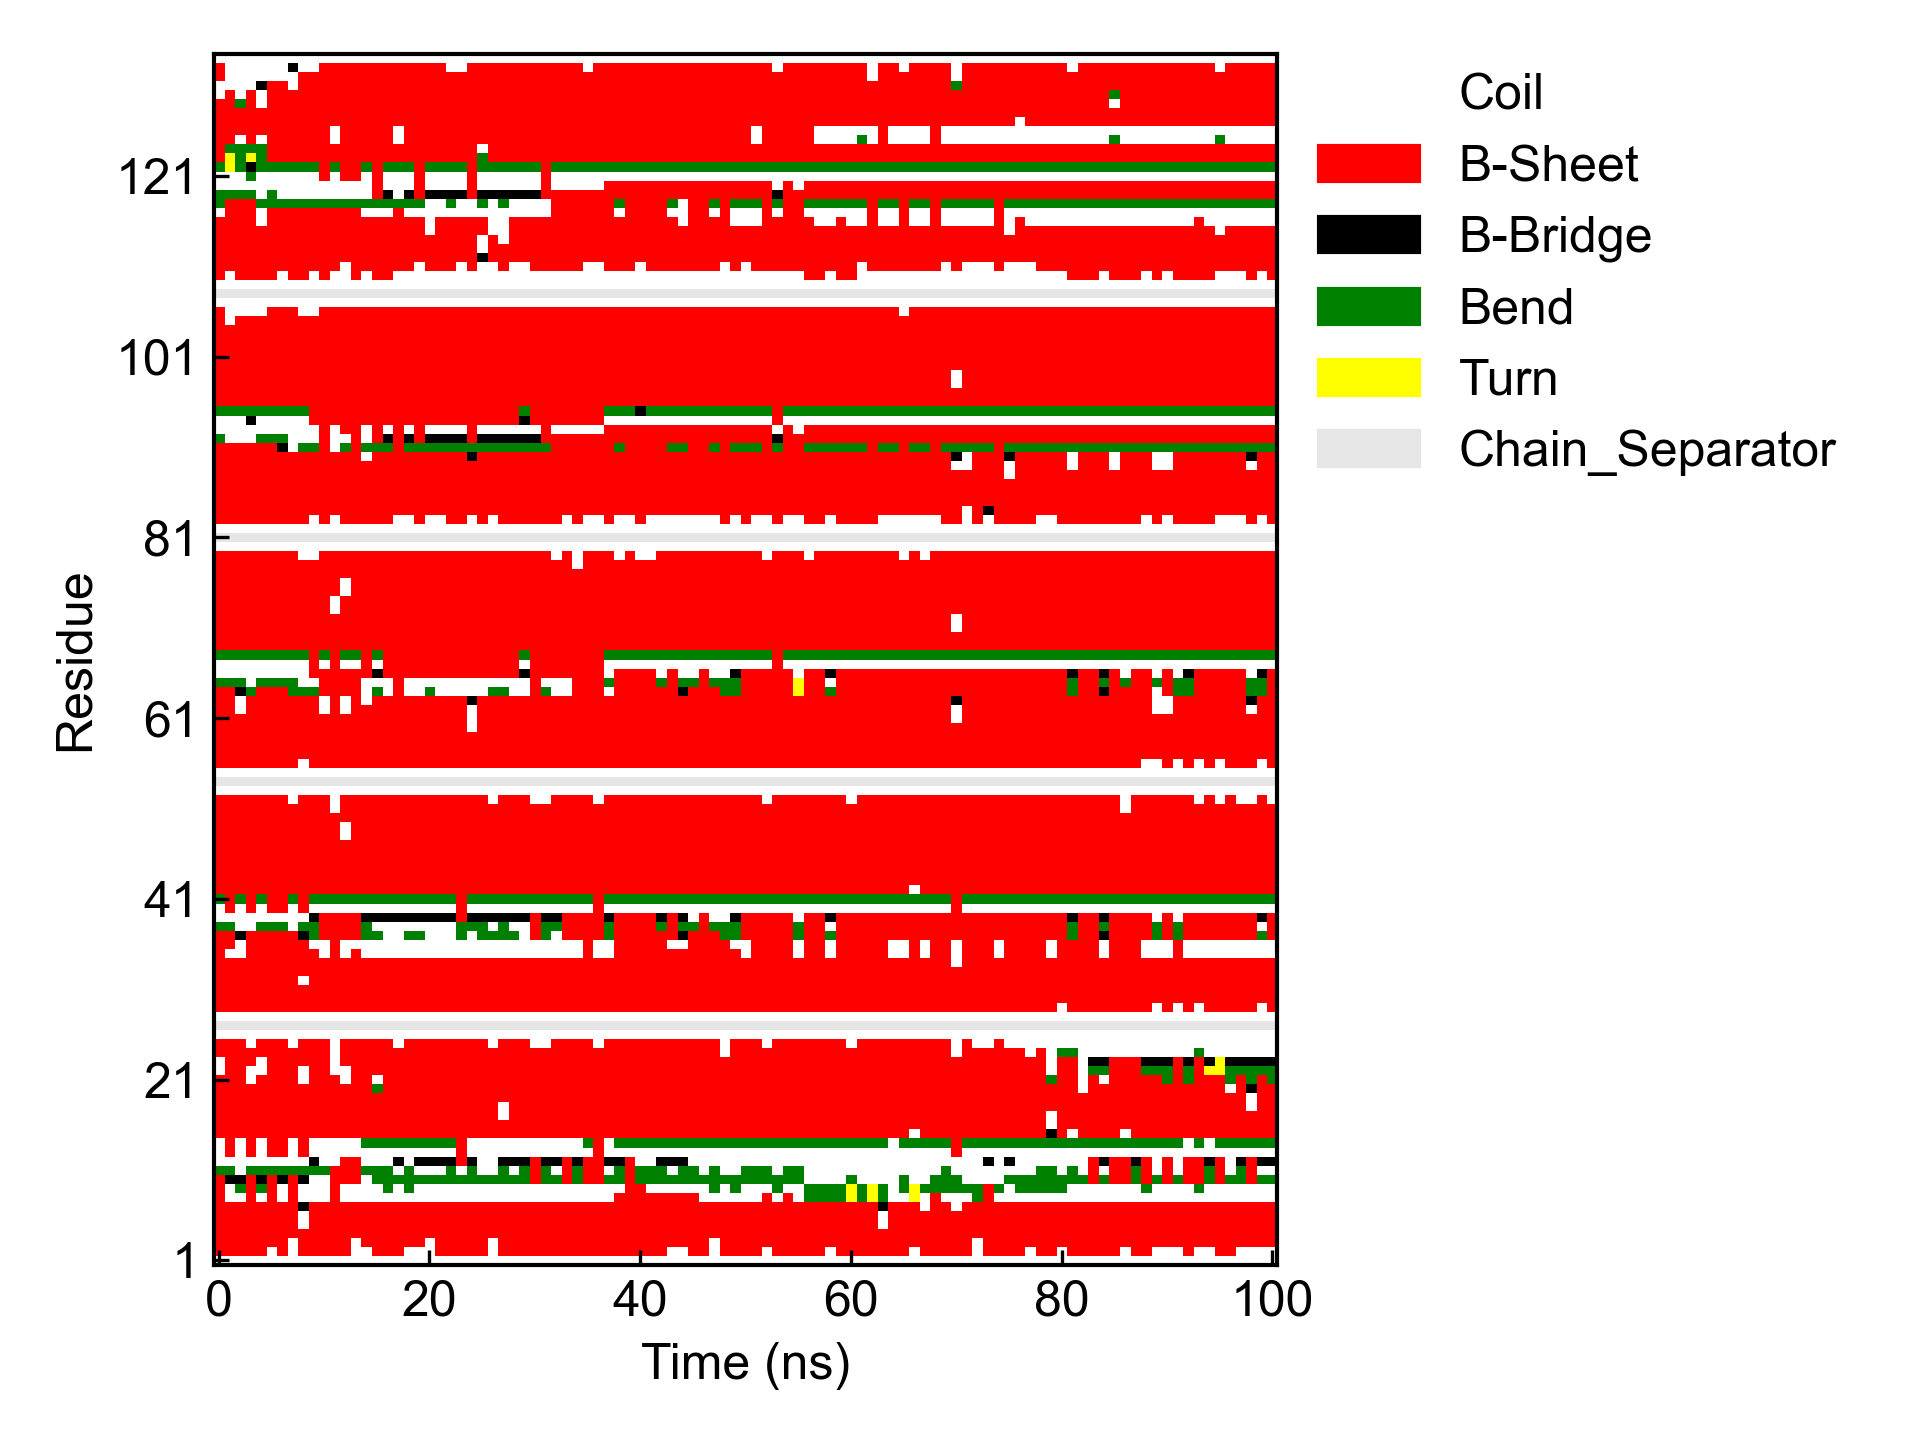 Coil
B-Sheet
B-Bridge
Bend
Turn
Chain_Separator
121
101
81
61
41
21
1
Residue
0 20 40 60 80 100
Time (ns)